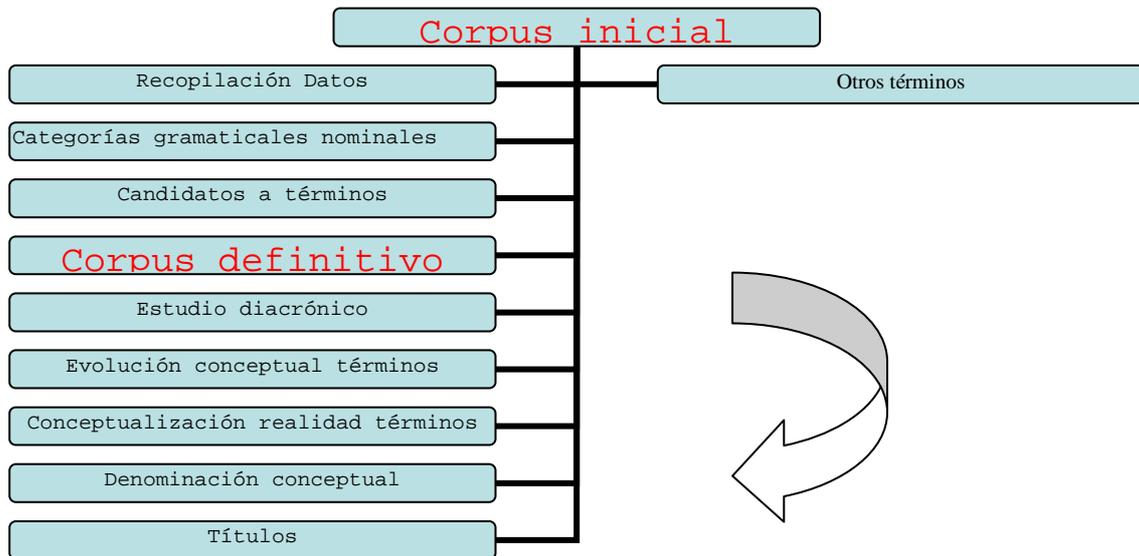 Corpus inicial
Recopilación Datos
Otros términos
Categorías gramaticales nominales
Candidatos a términos
Corpus definitivo
Estudio diacrónico
Evolución conceptual términos
Conceptualización realidad términos
Denominación conceptual
Títulos